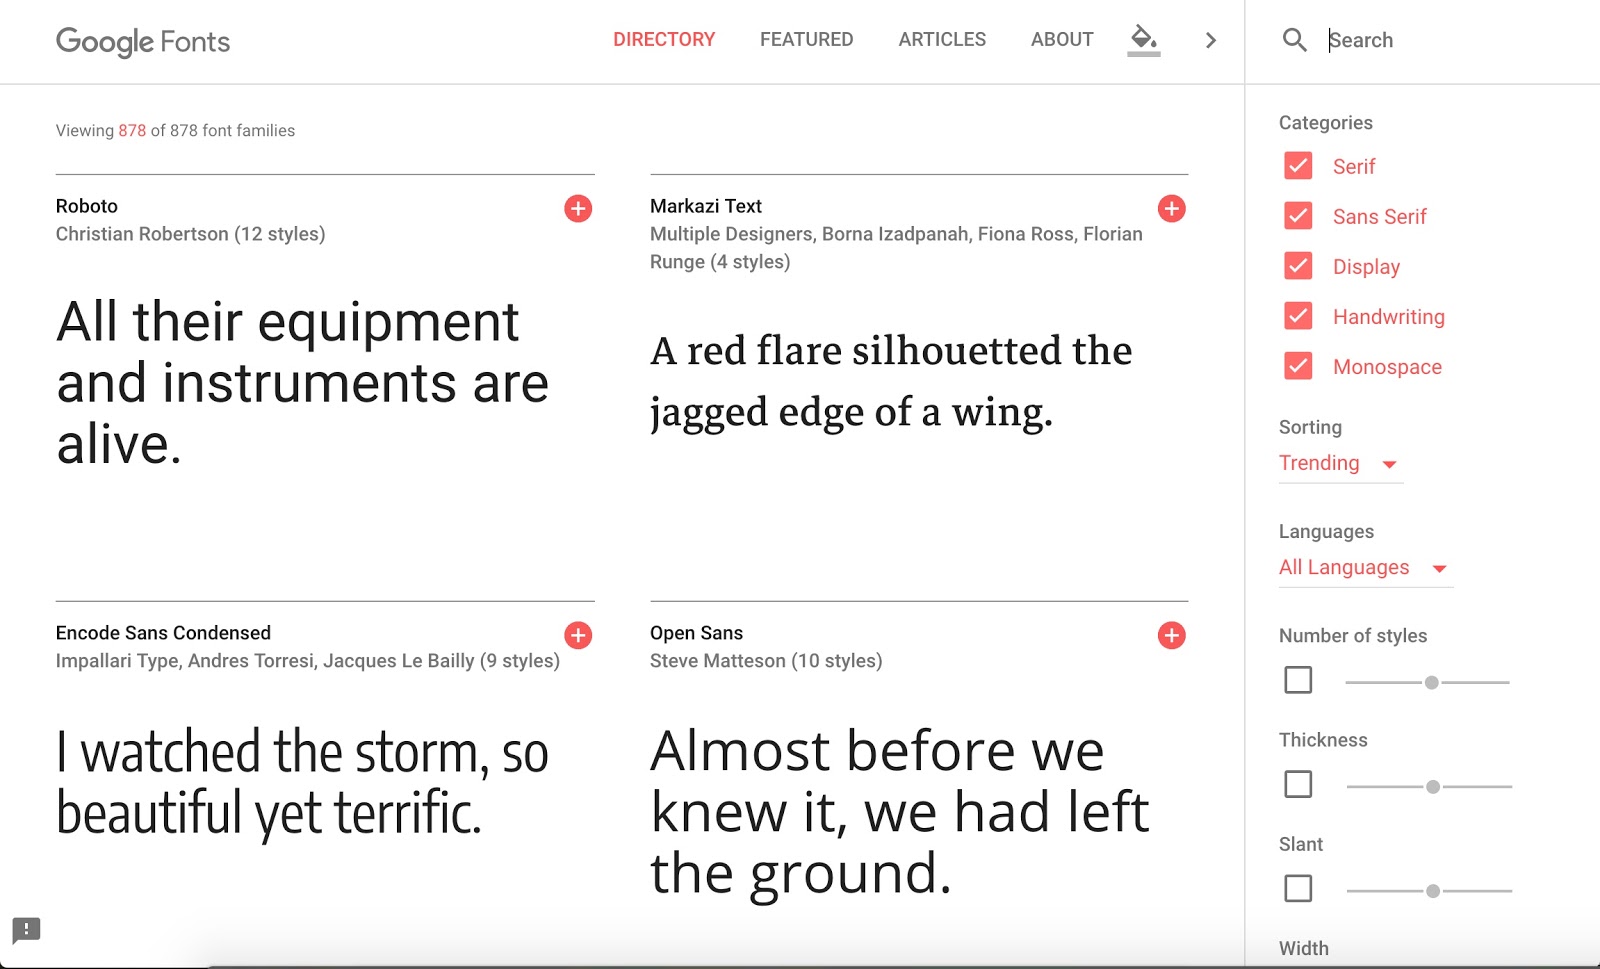 Google Fonts
DIRECTORY
FEATURED
ARTICLES
ABOUT
Search
Viewing 878 of 878 font families
Roboto
Christian Robertson (12 styles)
All their equipment
and instruments are
alive.
Markazi Text
Multiple Designers, Borna Izadpanah, Fiona Ross, Florian
Runge (4 styles)
A red flare silhouetted the
jagged edge of a wing.
Encode Sans Condensed
Impallari Type, Andres Torresi, Jacques Le Bailly (9 styles)
I watched the storm, so
beautiful yet terrific.
Open Sans
Steve Matteson (10 styles)
Almost before we
knew it, we had left
the ground.
Categories
Serif
Sans Serif
Display
Handwriting
Monospace
Sorting
Trending
Languages
All Languages
Number of styles
Thickness
Slant
Width